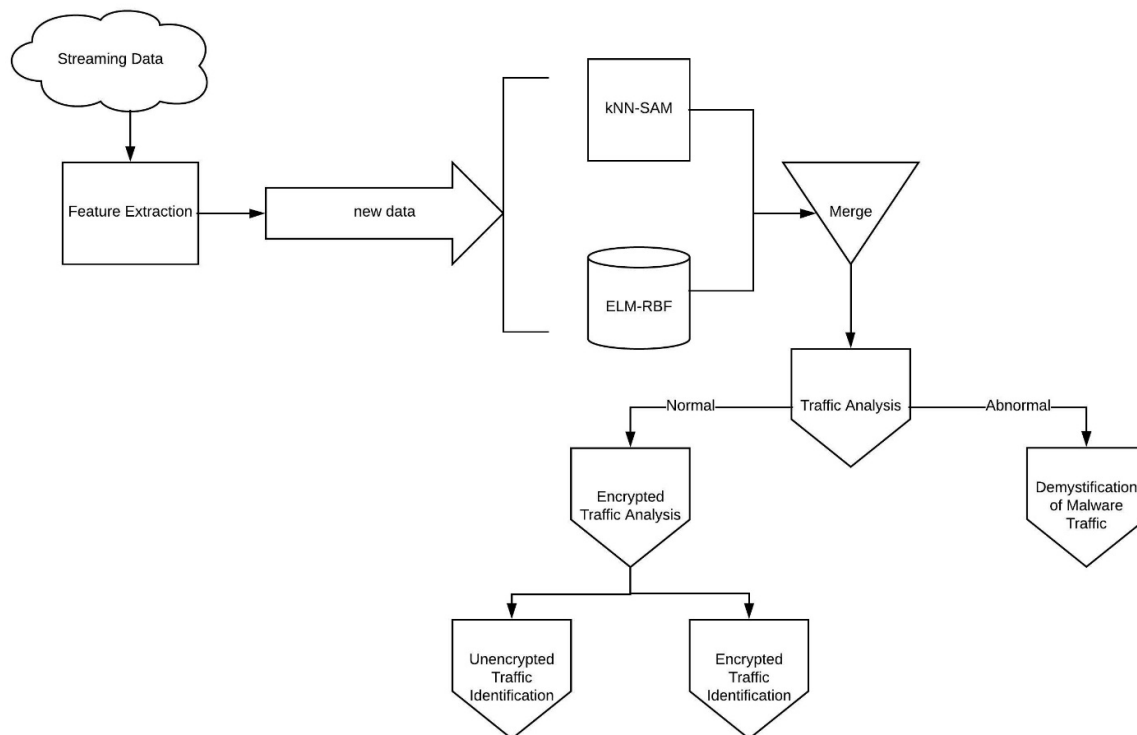 Streaming Data
kNN-SAM
Feature Extraction
new data
Merge
ELM-RBF
Normal
Traffic Analysis
Abnormal
Encrypted
Traffic Analysis
Demystification
of Malware
Traffic
Unencrypted
Traffic
Identification
Encrypted
Traffic
Identification